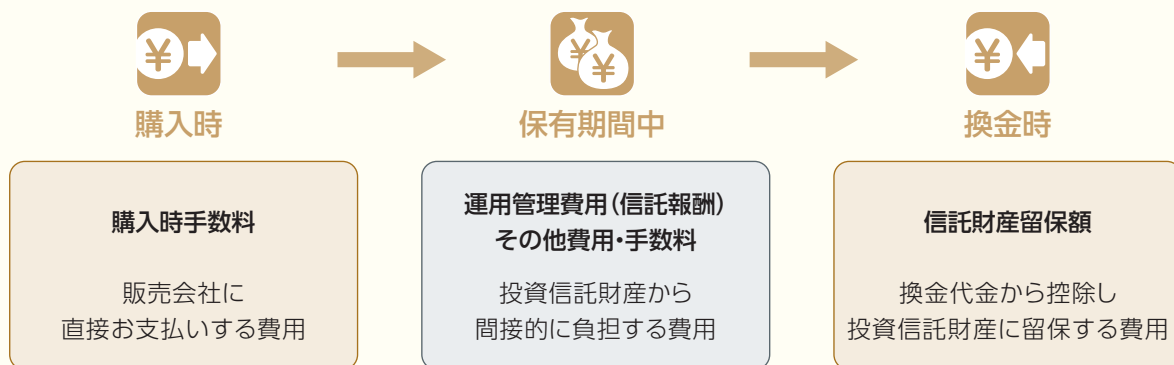 購入時
購入時手数料
販売会社に
直接お支払いする費用
保有期間中
運用管理費用(信託報酬)
その他費用・手数料
投資信託財産から
間接的に負担する費用
換金時
信託財産留保額
換金代金から控除し
投資信託財産に留保する費用